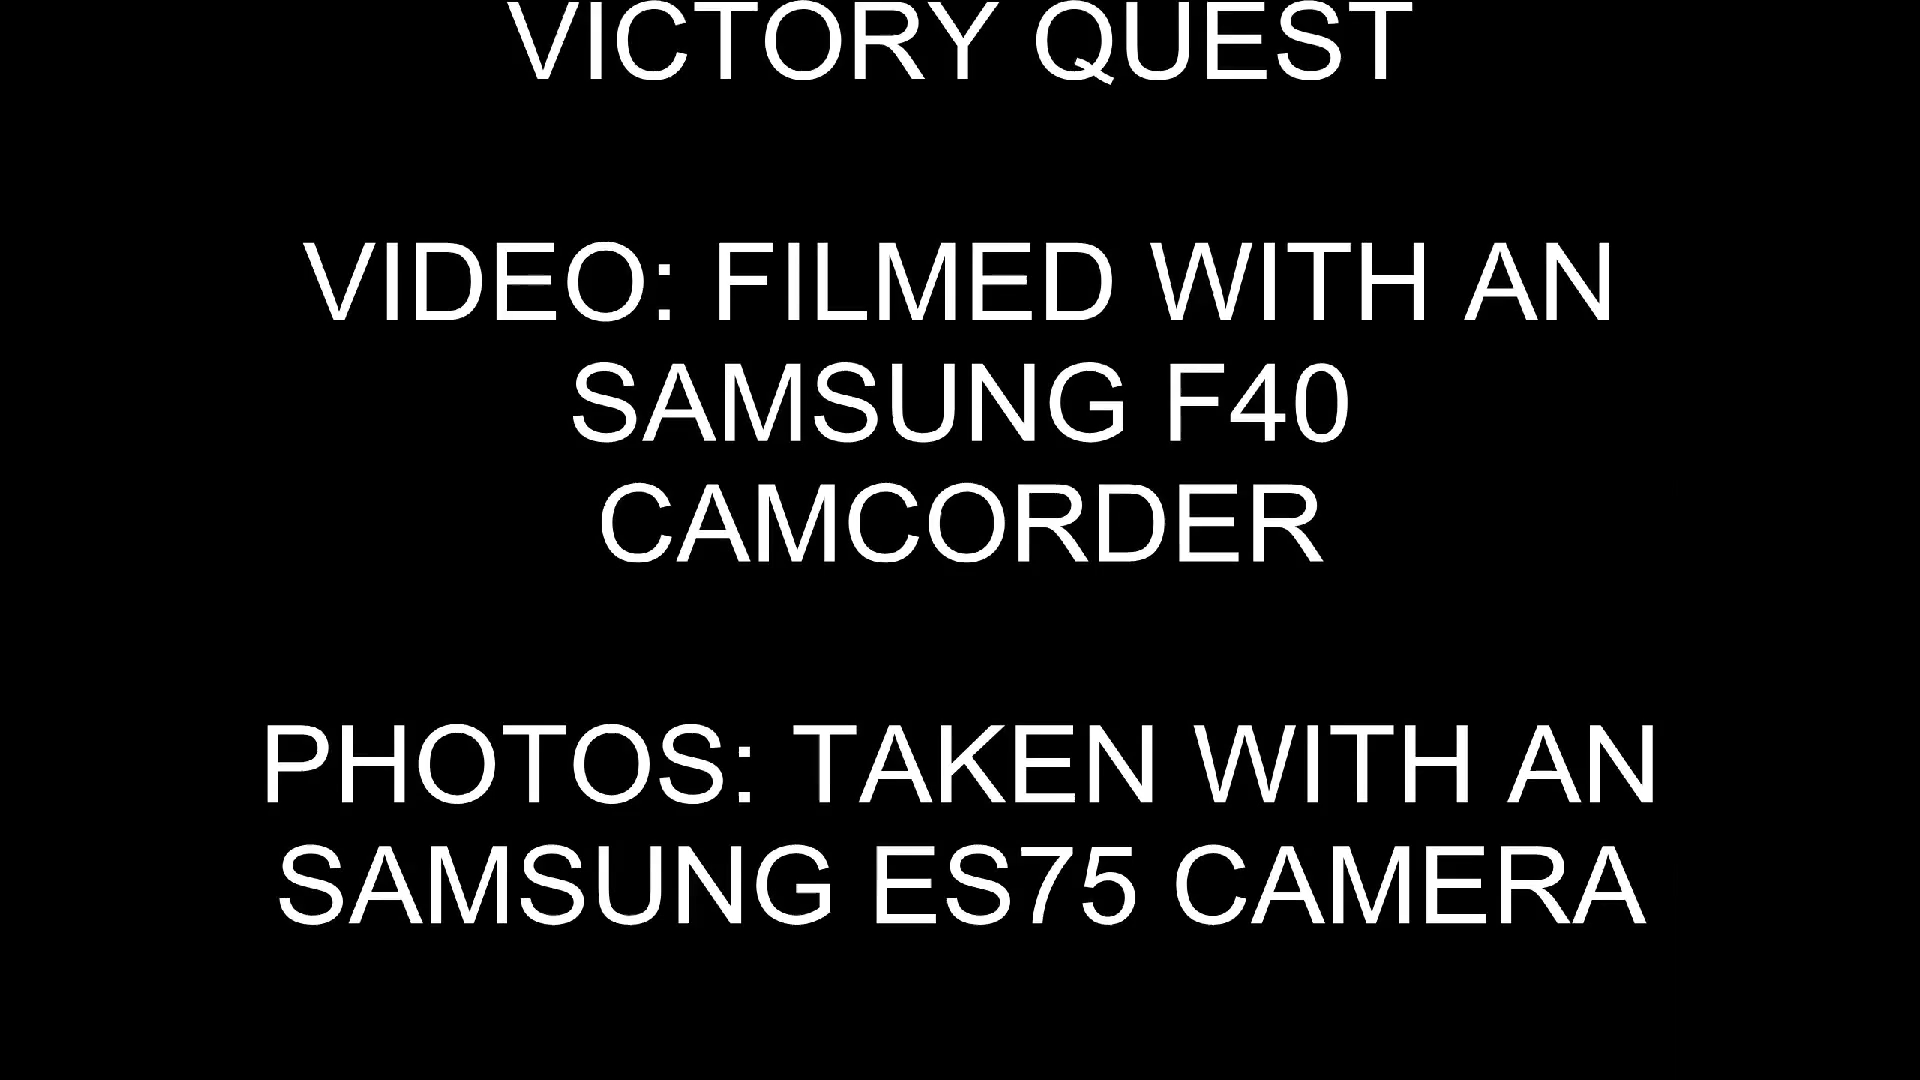 VICTORY QUEST
VIDEO: FILMED WITH AN
SAMSUNG F40
CAMCORDER
PHOTOS: TAKEN WITH AN
SAMSUNG ES75 CAMERA